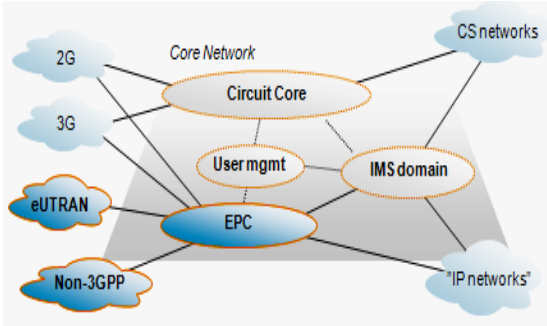 CS networks
Core Network
2G
Circuit Core
3G
User mgmt
IMS domain
eUTRAN
EPC
Non-3GPP
"IP networks"